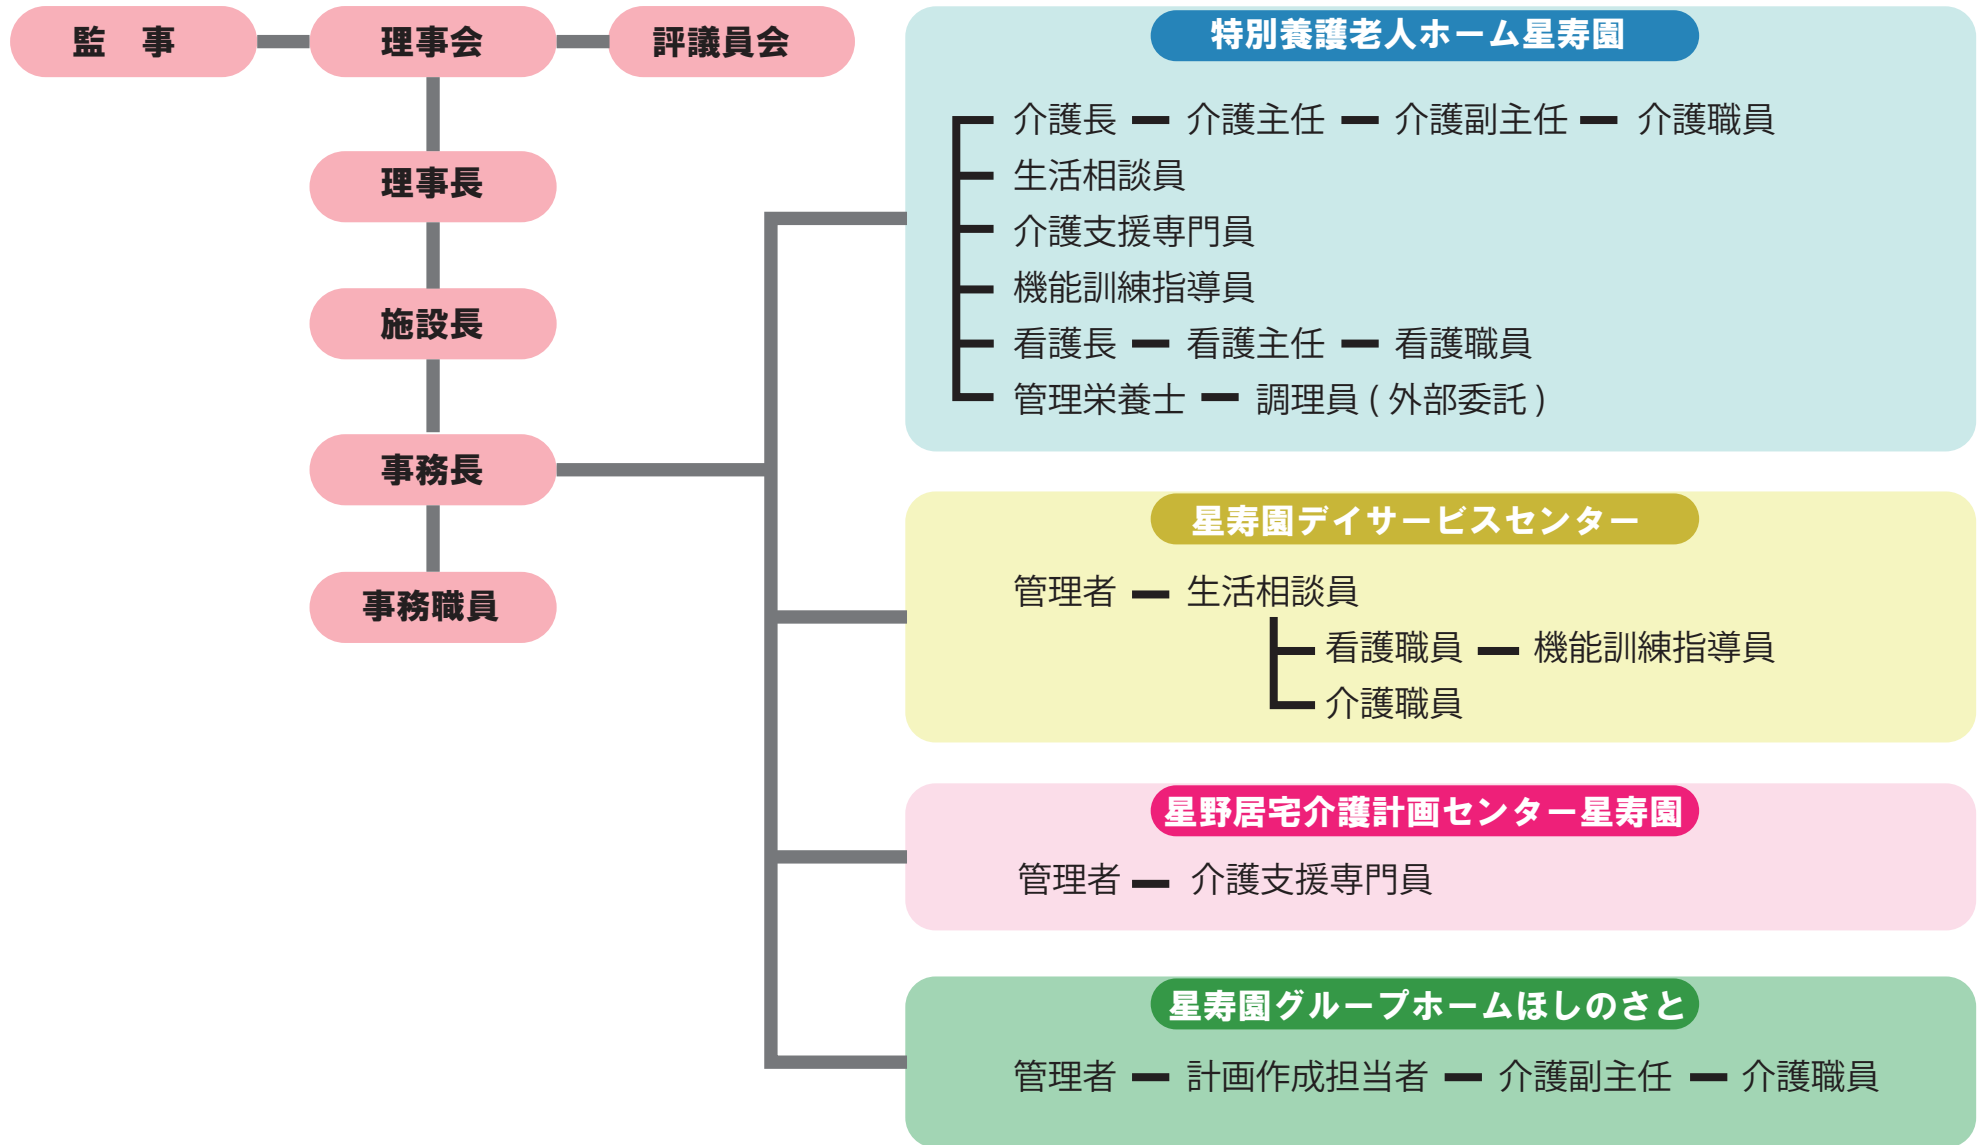 監　事
理事会
評議員会
理事長
施設長
事務長
事務職員
特別養護老人ホーム星寿園
介護長 ー 介護主任 ー 介護副主任 ー 介護職員
生活相談員
介護支援専門員
機能訓練指導員
看護長 ー 看護主任 ー 看護職員
管理栄養士 ー 調理員 ( 外部委託 )
星寿園デイサービスセンター
管理者 ー 生活相談員
看護職員 ー 機能訓練指導員
介護職員
星野居宅介護計画センター星寿園
管理者 ー 介護支援専門員
星寿園グループホームほしのさと
管理者 ー 計画作成担当者 ー 介護副主任 ー 介護職員